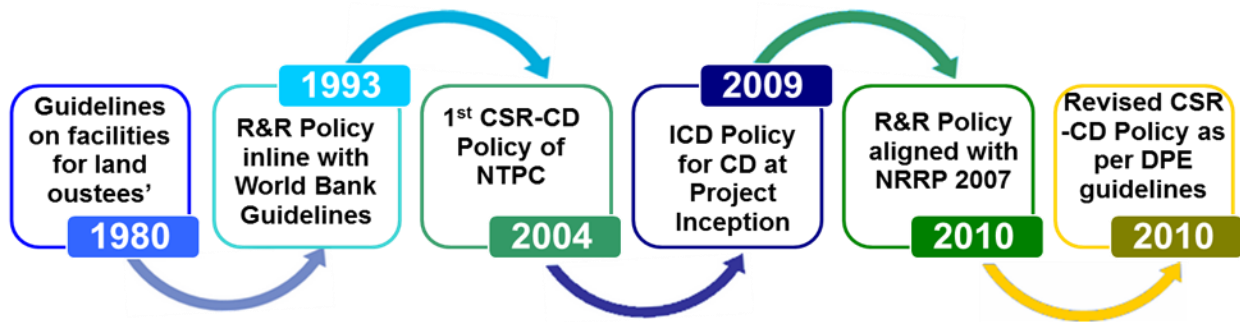 Guidelines
on facilities
for land
oustees’
1980
1993
R&R Policy
inline with
World Bank
Guidelines
1st CSR-CD
Policy of
NTPC
2004
2009
ICD Policy
for CD at
Project
Inception
R&R Policy
aligned with
NRRP 2007
2010
Revised CSR
-CD Policy as
per DPE
guidelines
2010